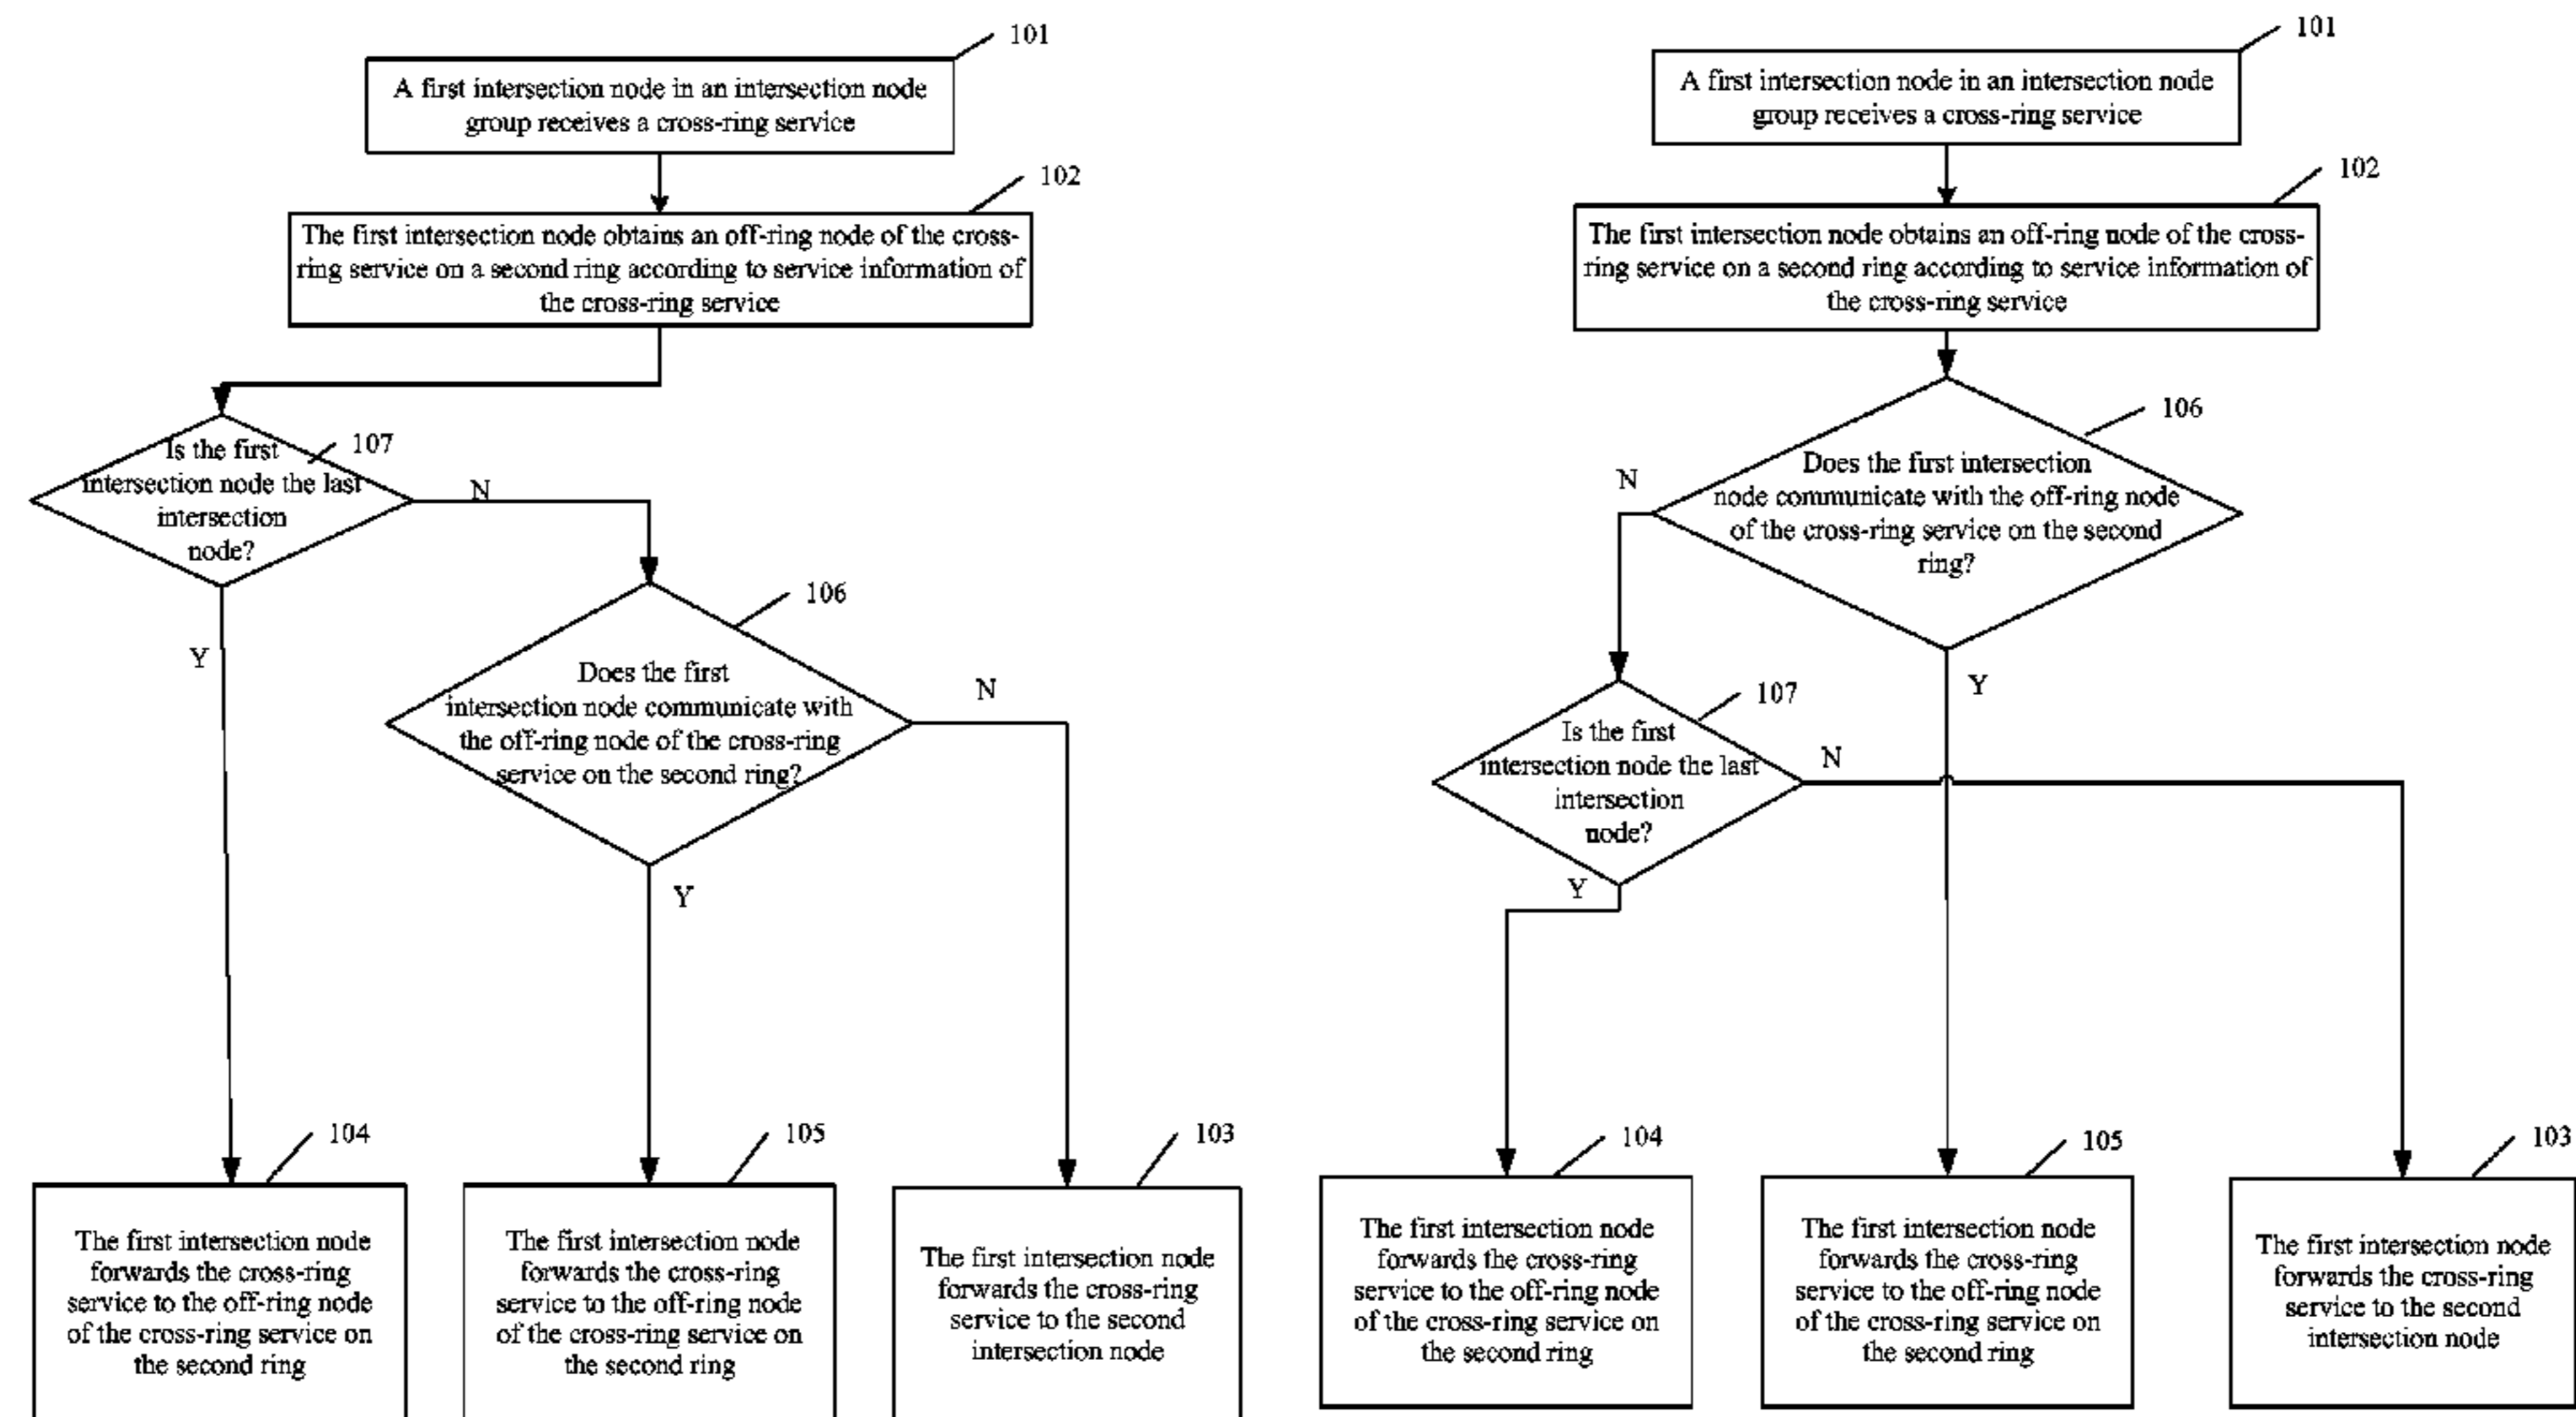 101
A first intersection node in an intersection node
group receives a cross-ring service
102
The first intersection node obtains an off-ring node of the cross-
ring service on a second ring according to service information of
the cross-ring service
107
Is the first
intersection node the last
intersection
node?
N
Y
106
Does the first
intersection node communicate with
the off-ring node of the cross-ring
service on the second ring?
N
Y
104
The first intersection node
forwards the cross-ring
service to the off-ring node
of the cross-ring service on
the second ring
105
The first intersection node
forwards the cross-ring
service to the off-ring node
of the cross-ring service on
the second ring
103
The first intersection node
forwards the cross-ring
service to the second
intersection node
101
A first intersection node in an intersection node
group receives a cross-ring service
102
The first intersection node obtains an off-ring node of the cross-
ring service on a second ring according to service information of
the cross-ring service
106
Does the first intersection
node communicate with the off-ring node
of the cross-ring service on the second
ring?
N
Y
107
Is the first
intersection node the last
intersection
node?
N
Y
104
The first intersection node
forwards the cross-ring
service to the off-ring node
of the cross-ring service on
the second ring
105
The first intersection node
forwards the cross-ring
service to the off-ring node
of the cross-ring service on
the second ring
103
The first intersection node
forwards the cross-ring
service to the second
intersection node